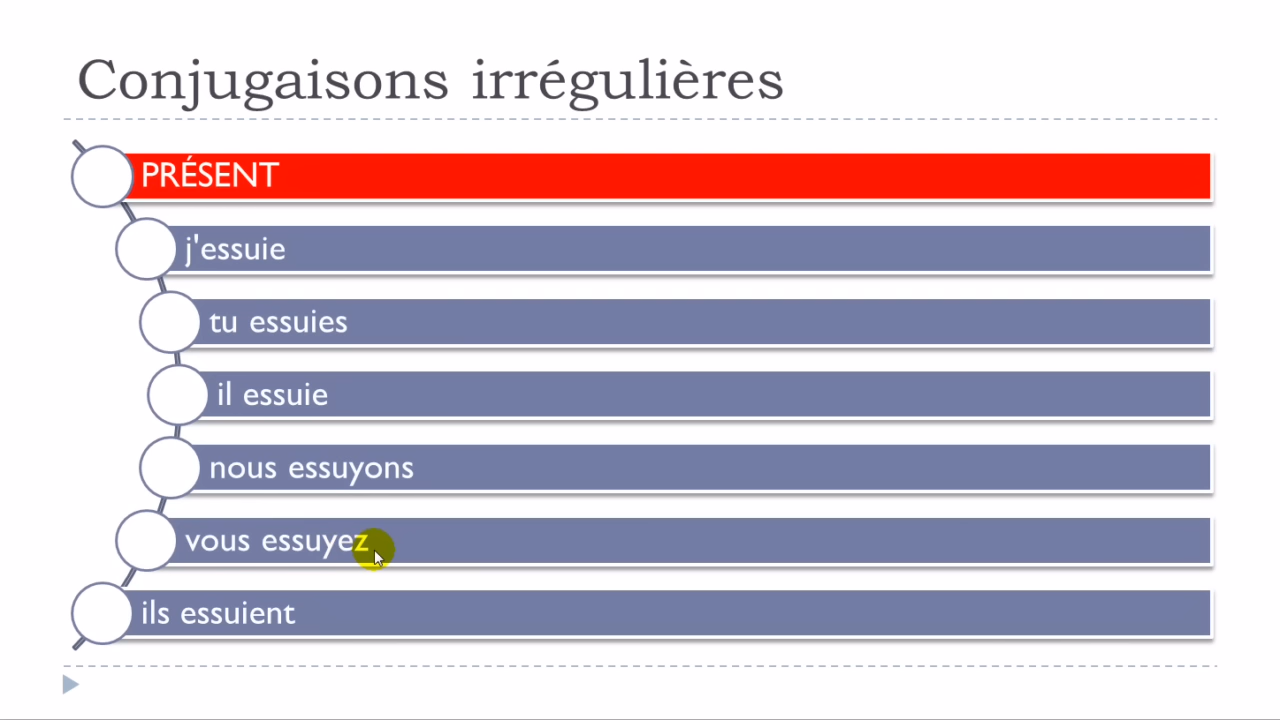 Conjugaisons irrégulières
PRÉSENT
j'essuie
tu essuies
il essuie
nous essuyons
vous essuyez
ils essuient